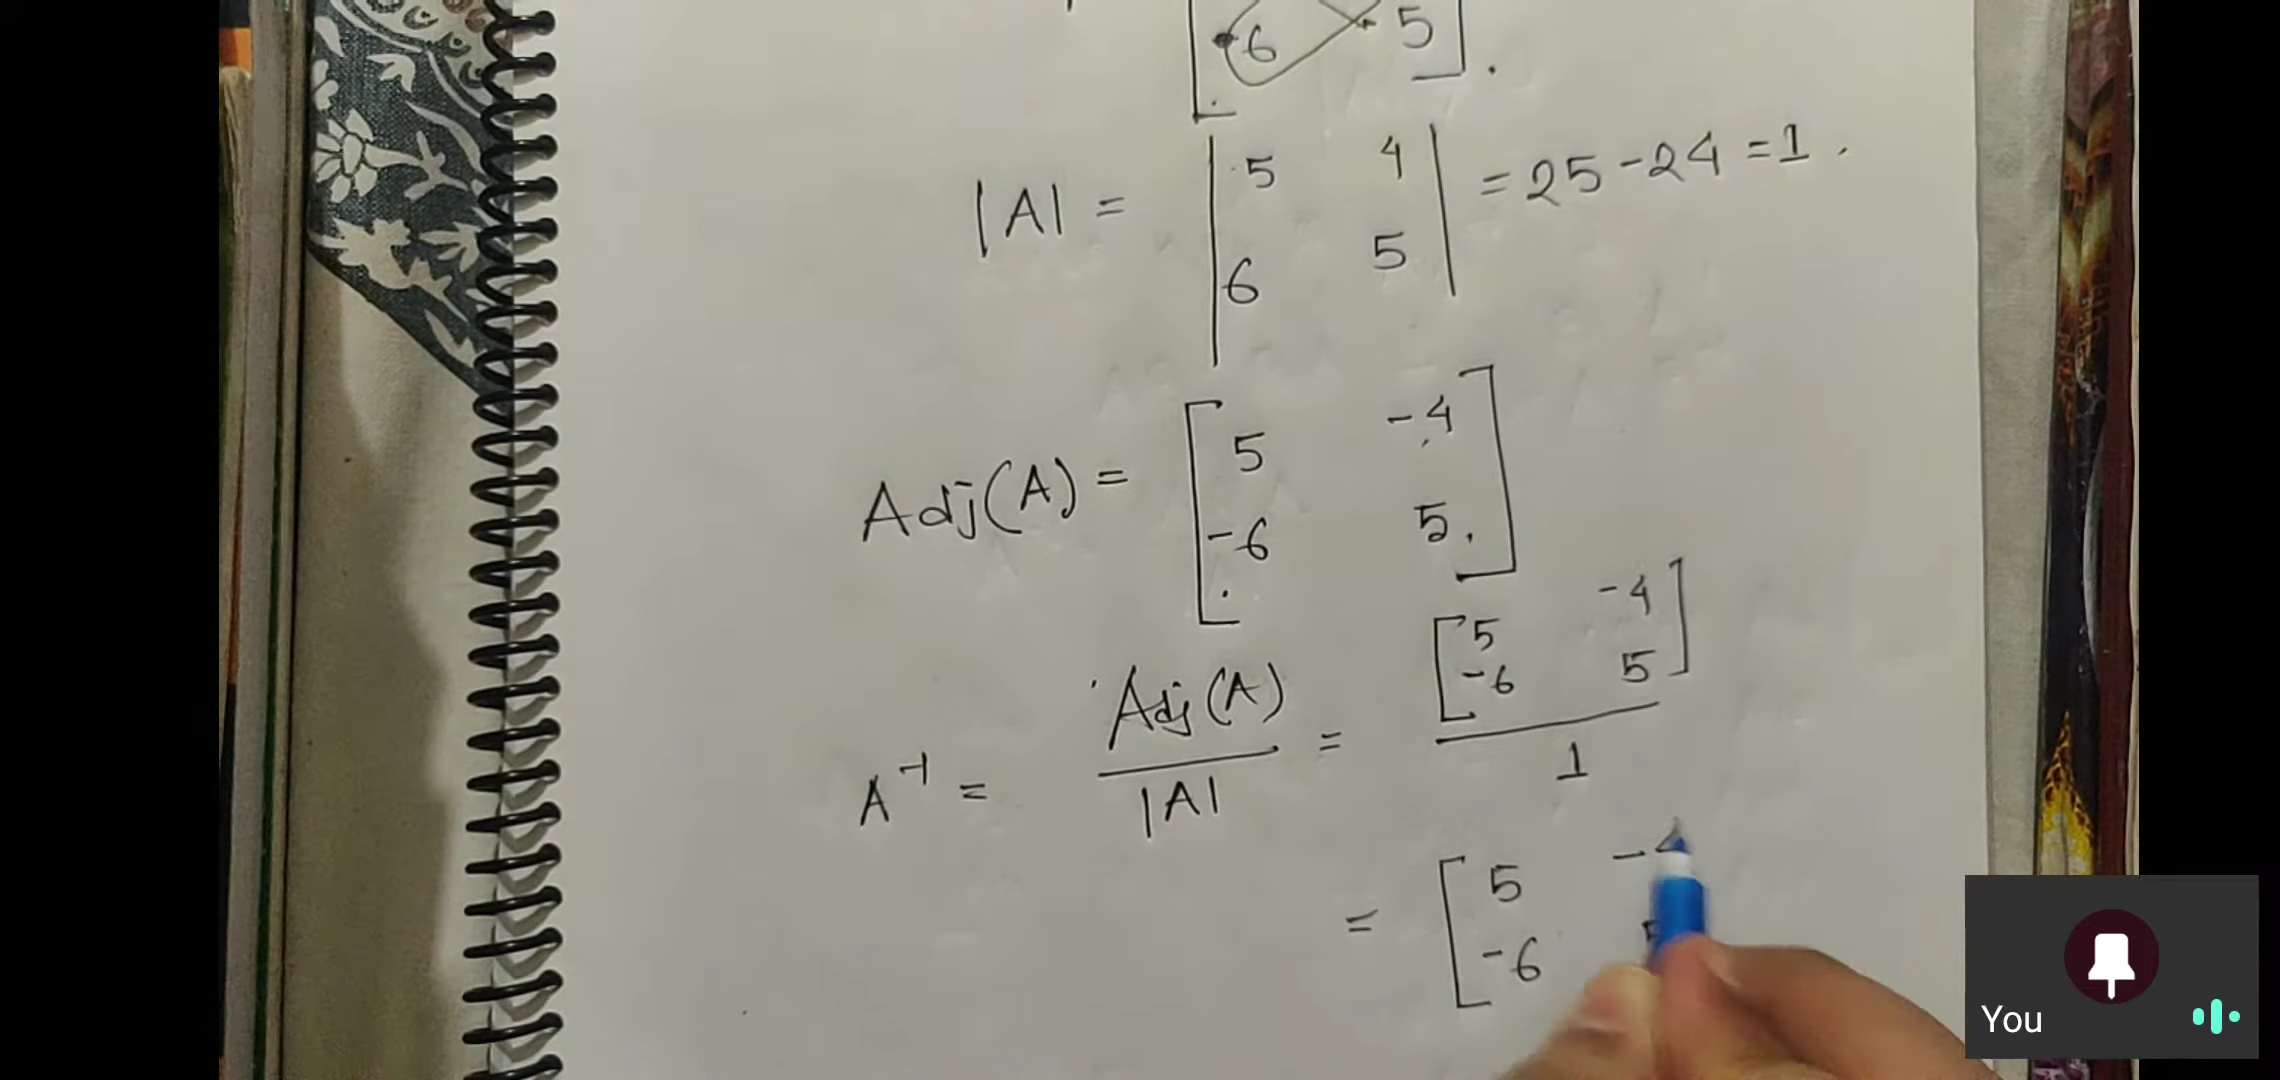 6 5 .
|A| = | 5 4 | = 25 - 24 = 1 .
| 6 5 |
Adj(A) = [ 5 -4 ]
[ -6 5 . ]
[ 5 -4 ]
[ -6 5 ]
A⁻¹ = Adj(A) / |A| = / 1
= [ 5 -4
-6
You